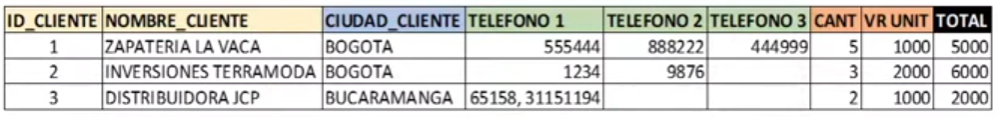 ID_CLIENTE NOMBRE_CLIENTE CIUDAD_CLIENTE TELEFONO 1 TELEFONO 2 TELEFONO 3 CANT VR UNIT TOTAL
1 ZAPATERIA LA VACA BOGOTA 555444 888222 444999 5 1000 5000
2 INVERSIONES TERRAMODA BOGOTA 1234 9876 3 2000 6000
3 DISTRIBUIDORA JCP BUCARAMANGA 65158, 31151194 2 1000 2000